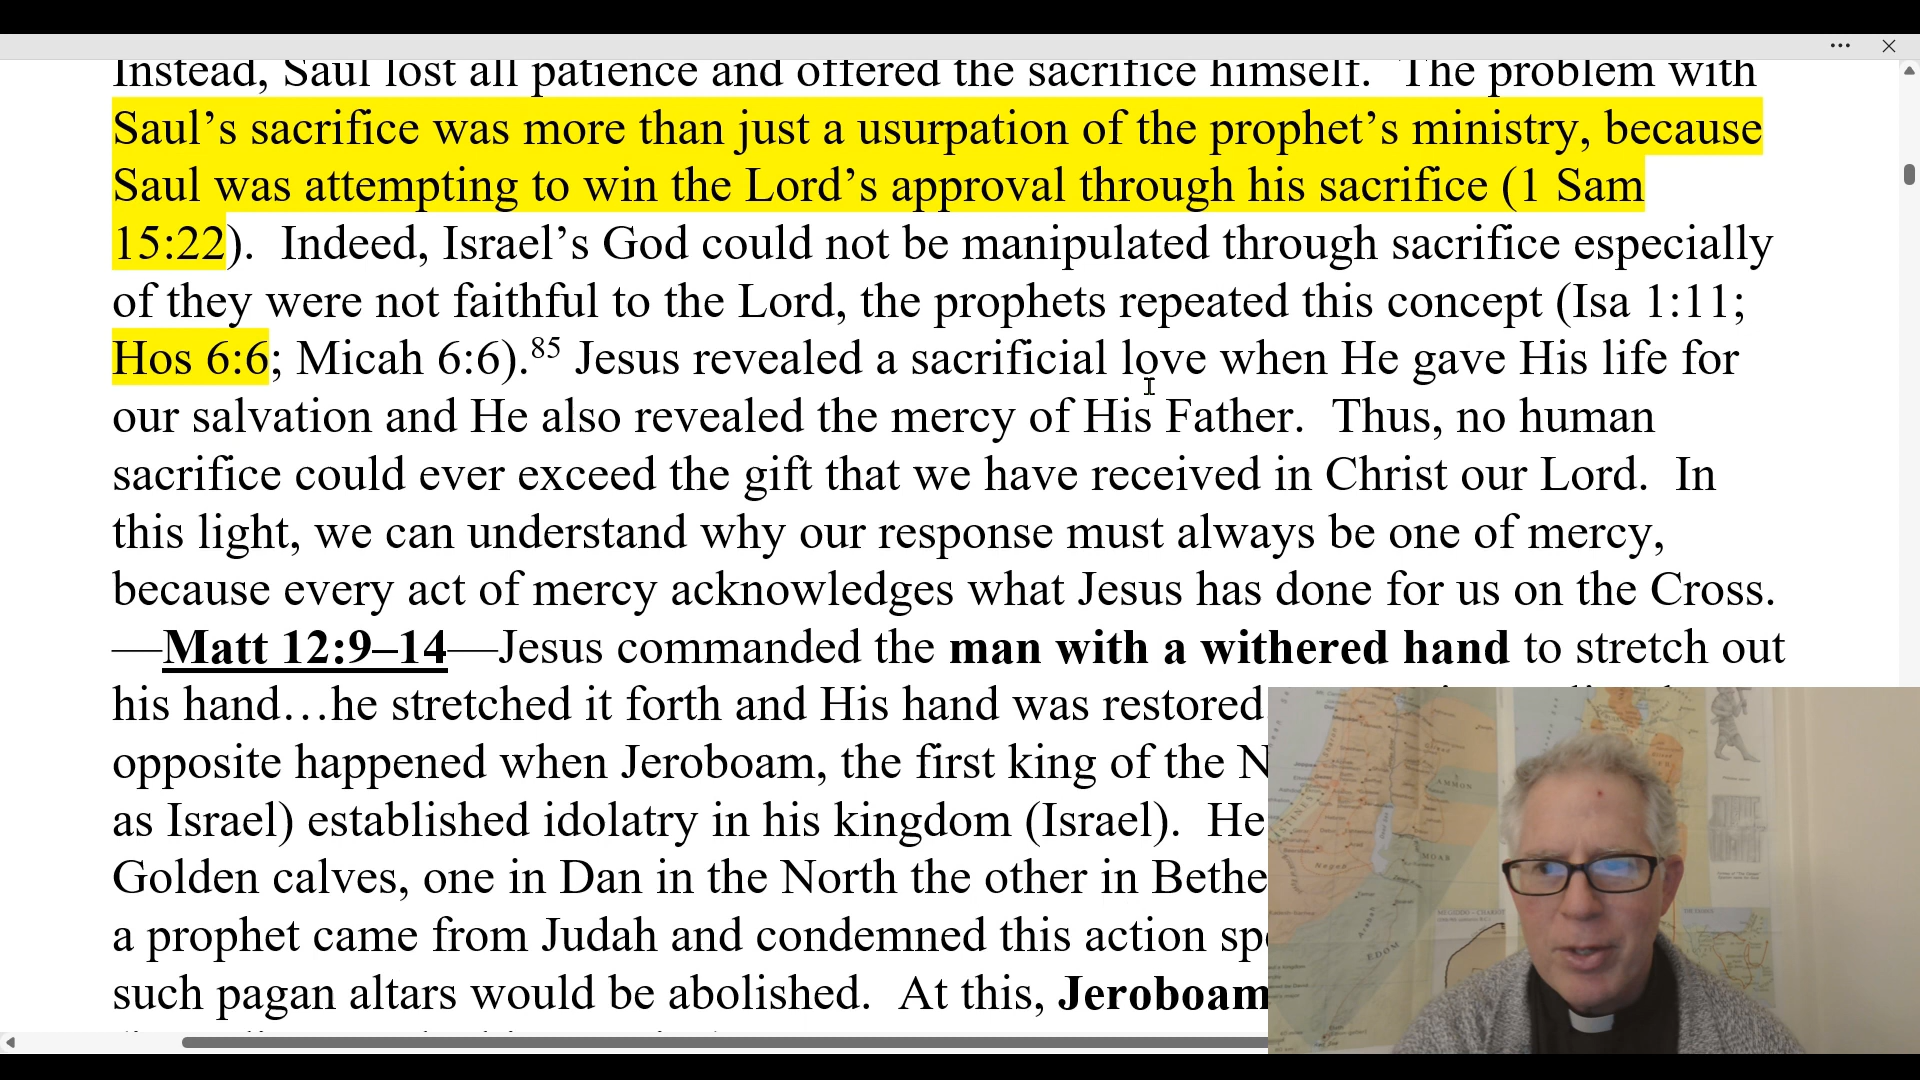 Instead, Saul lost all patience and offered the sacrifice himself.  The problem with
Saul’s sacrifice was more than just a usurpation of the prophet’s ministry, because
Saul was attempting to win the Lord’s approval through his sacrifice (1 Sam
15:22).  Indeed, Israel’s God could not be manipulated through sacrifice especially
of they were not faithful to the Lord, the prophets repeated this concept (Isa 1:11;
Hos 6:6; Micah 6:6).85 Jesus revealed a sacrificial love when He gave His life for
our salvation and He also revealed the mercy of His Father.  Thus, no human
sacrifice could ever exceed the gift that we have received in Christ our Lord.  In
this light, we can understand why our response must always be one of mercy,
because every act of mercy acknowledges what Jesus has done for us on the Cross.
—Matt 12:9–14—Jesus commanded the man with a withered hand to stretch out
his hand…he stretched it forth and His hand was restored.
opposite happened when Jeroboam, the first king of the N
as Israel) established idolatry in his kingdom (Israel).  He
Golden calves, one in Dan in the North the other in Bethe
a prophet came from Judah and condemned this action sp
such pagan altars would be abolished.  At this, Jeroboam
AMMON
MOAB
EDOM